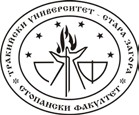 ТРАКИЙСКИ УНИВЕРСИТЕТ - СТАРА ЗАГОРА
СТОПАНСКИ ФАКУЛТЕТ